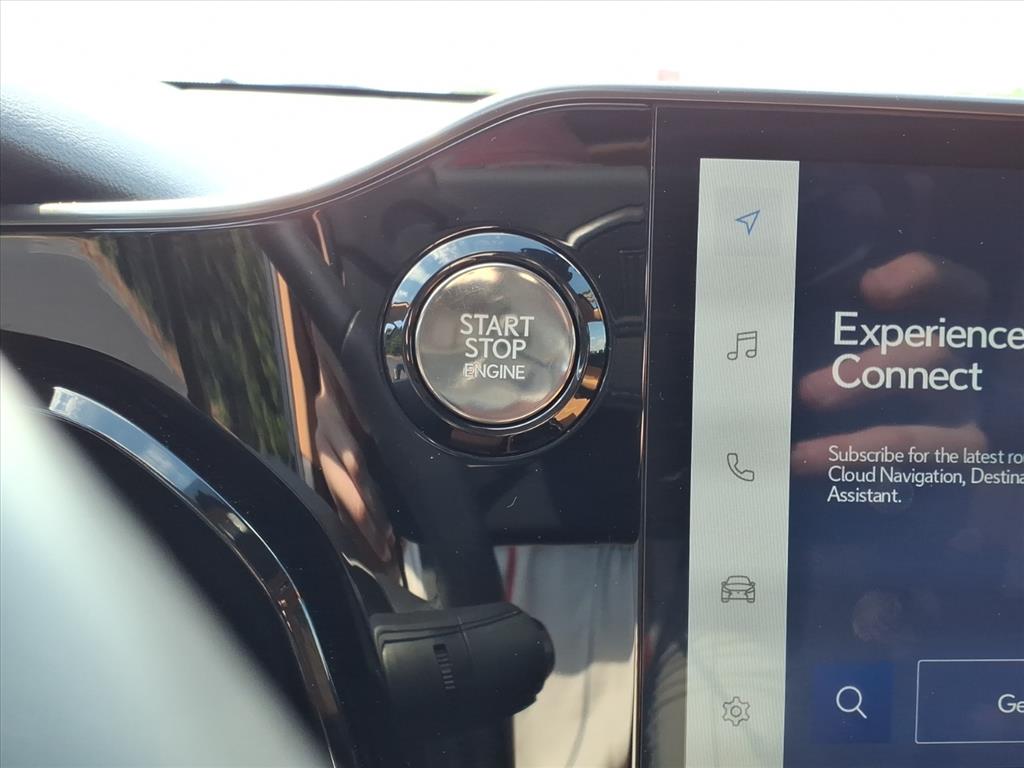 START
STOP
ENGINE
Experience
Connect
Subscribe for the latest
Cloud Navigation,
Assistant.